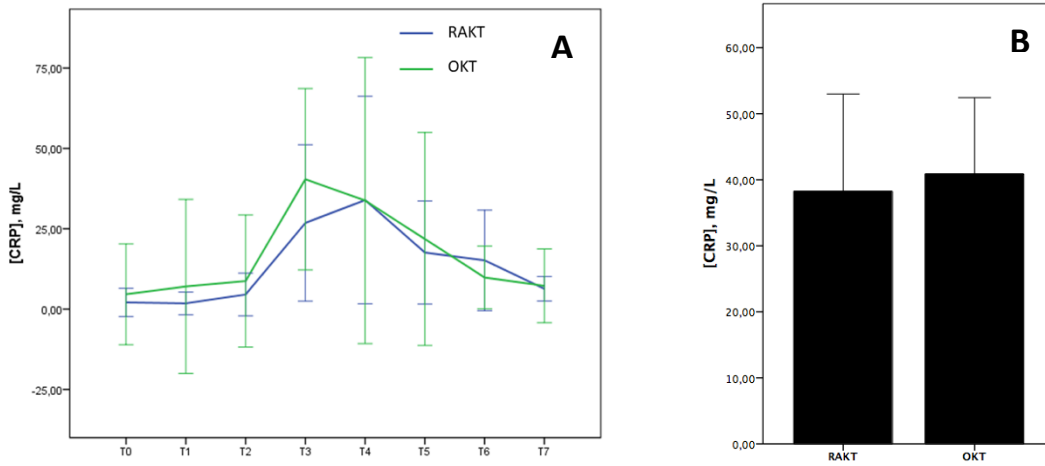 A
RAKT
OKT
[CRP], mg/L
75,00
50,00
25,00
0,00
-25,00
T0 T1 T2 T3 T4 T5 T6 T7
B
[CRP], mg/L
60,00
50,00
40,00
30,00
20,00
10,00
0,00
RAKT OKT